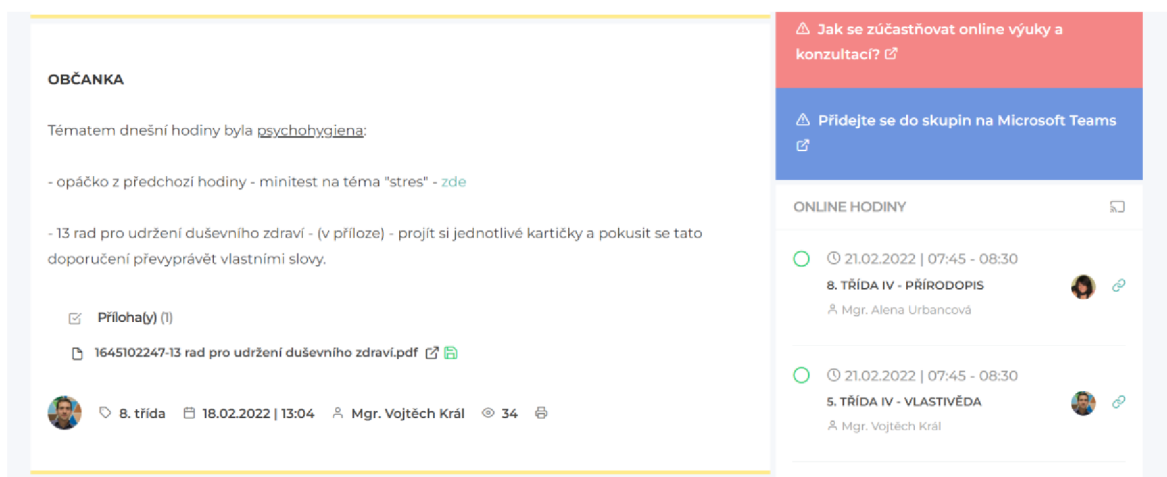 OBČANKA
Tématem dnešní hodiny byla psychohygiena:
- opáčko z předchozí hodiny - minitest na téma "stres" - zde
- 13 rad pro udržení duševního zdraví - (v příloze) - projít si jednotlivé kartičky a pokusit se tato
doporučení převyprávět vlastními slovy.
Příloha(y) (1)
1645102247-13 rad pro udržení duševního zdraví.pdf
8. třída 18.02.2022 | 13:04 Mgr. Vojtěch Král 34
Jak se zúčastňovat online výuky a
konzultací?
Přidejte se do skupin na Microsoft Teams
ONLINE HODINY
21.02.2022 | 07:45 - 08:30
8. TŘÍDA IV - PŘÍRODOPIS
Mgr. Alena Urbancová
21.02.2022 | 07:45 - 08:30
5. TŘÍDA IV - VLASTIVĚDA
Mgr. Vojtěch Král